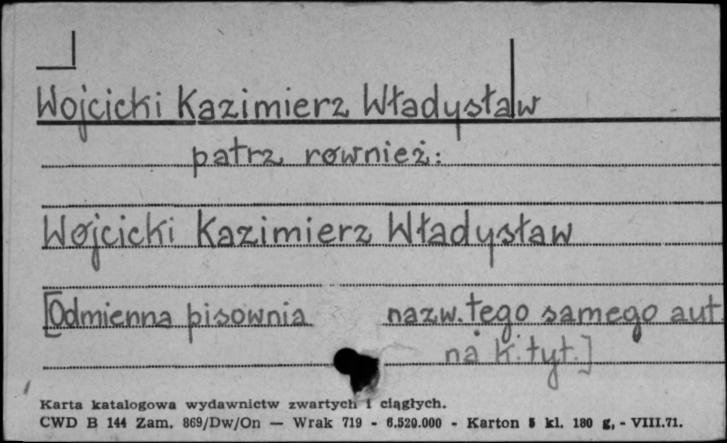 Wojcicki Kazimierz Władysław
patrz również:
Wójcicki Kazimierz Władysław
[Odmienna pisownia nazw. tego samego aut
na k. tyt.]
Karta katalogowa wydawnictw zwartych i ciągłych.
CWD B 144 Zam. 869/Dw/On — Wrak 719 - 6.520.000 - Karton 5 kl. 180 g, - VIII.71.